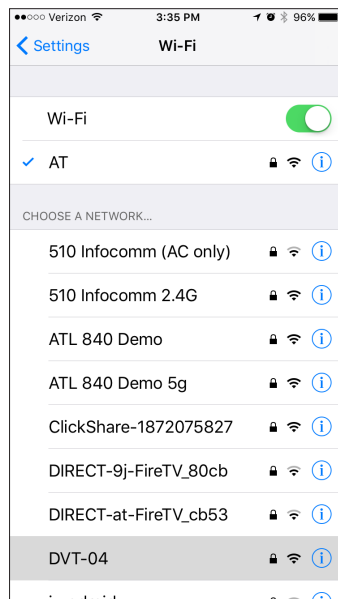 Verizon 3:35 PM 96%
Settings Wi-Fi
Wi-Fi
AT
CHOOSE A NETWORK...
510 Infocomm (AC only)
510 Infocomm 2.4G
ATL 840 Demo
ATL 840 Demo 5g
ClickShare-1872075827
DIRECT-9j-FireTV_80cb
DIRECT-at-FireTV_cb53
DVT-04